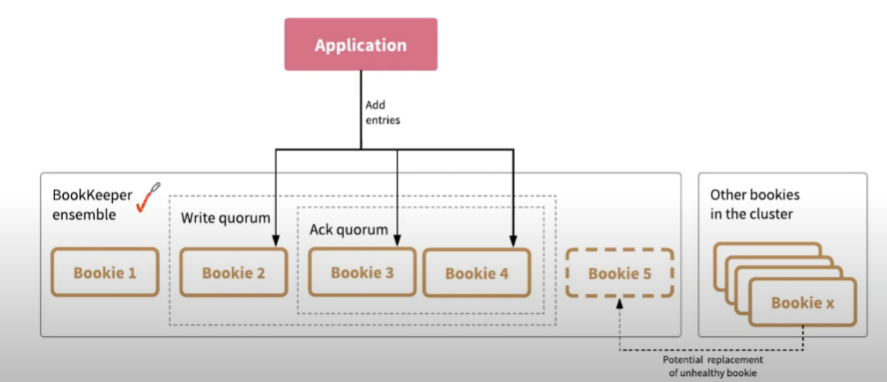 Application
Add
entries
BookKeeper
ensemble
Write quorum
Ack quorum
Bookie 1
Bookie 2
Bookie 3
Bookie 4
Bookie 5
Other bookies
in the cluster
Bookie x
Potential replacement
of unhealthy bookie